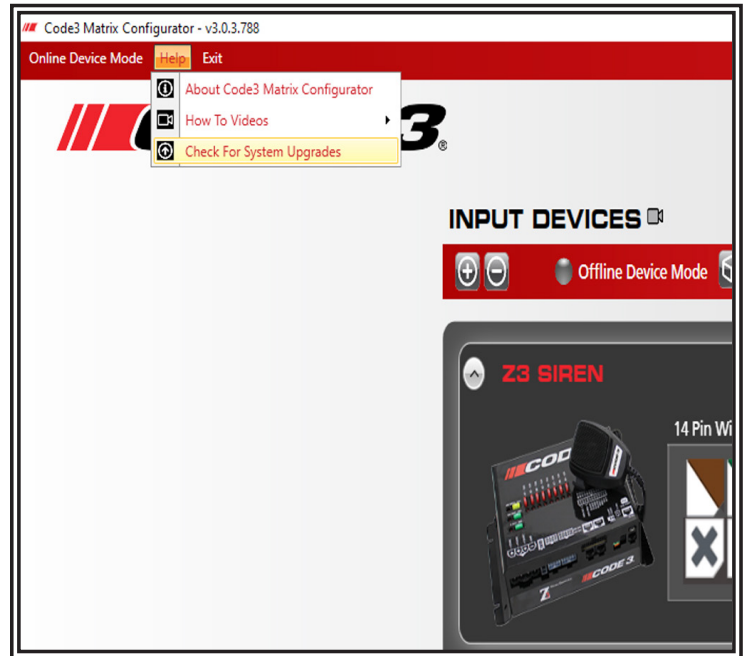 Code3 Matrix Configurator - v3.0.3.788
Online Device Mode Help Exit
About Code3 Matrix Configurator
How To Videos
Check For System Upgrades
3®
INPUT DEVICES
Offline Device Mode
Z3 SIREN
14 Pin Wi
CODE 3
Z